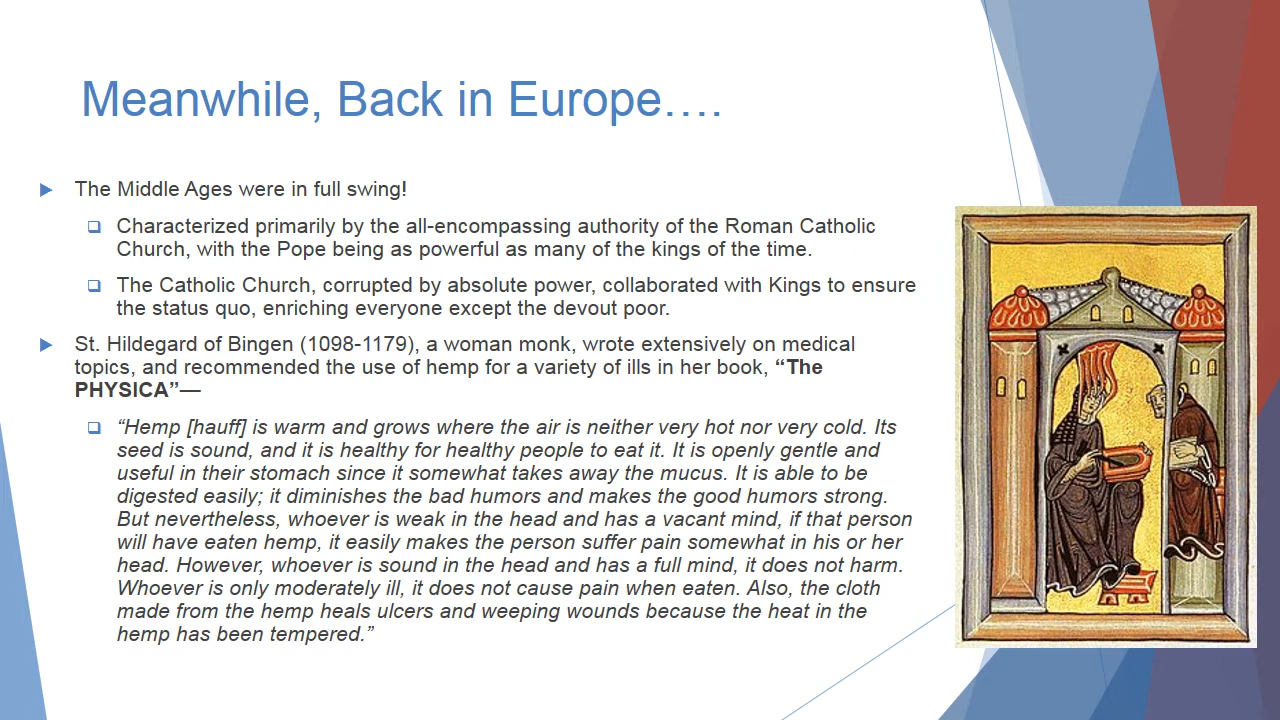 Meanwhile, Back in Europe….
The Middle Ages were in full swing!
Characterized primarily by the all-encompassing authority of the Roman Catholic
Church, with the Pope being as powerful as many of the kings of the time.
The Catholic Church, corrupted by absolute power, collaborated with Kings to ensure
the status quo, enriching everyone except the devout poor.
St. Hildegard of Bingen (1098-1179), a woman monk, wrote extensively on medical
topics, and recommended the use of hemp for a variety of ills in her book, “The
PHYSICA”—
“Hemp [hauff] is warm and grows where the air is neither very hot nor very cold. Its
seed is sound, and it is healthy for healthy people to eat it. It is openly gentle and
useful in their stomach since it somewhat takes away the mucus. It is able to be
digested easily; it diminishes the bad humors and makes the good humors strong.
But nevertheless, whoever is weak in the head and has a vacant mind, if that person
will have eaten hemp, it easily makes the person suffer pain somewhat in his or her
head. However, whoever is sound in the head and has a full mind, it does not harm.
Whoever is only moderately ill, it does not cause pain when eaten. Also, the cloth
made from the hemp heals ulcers and weeping wounds because the heat in the
hemp has been tempered.”